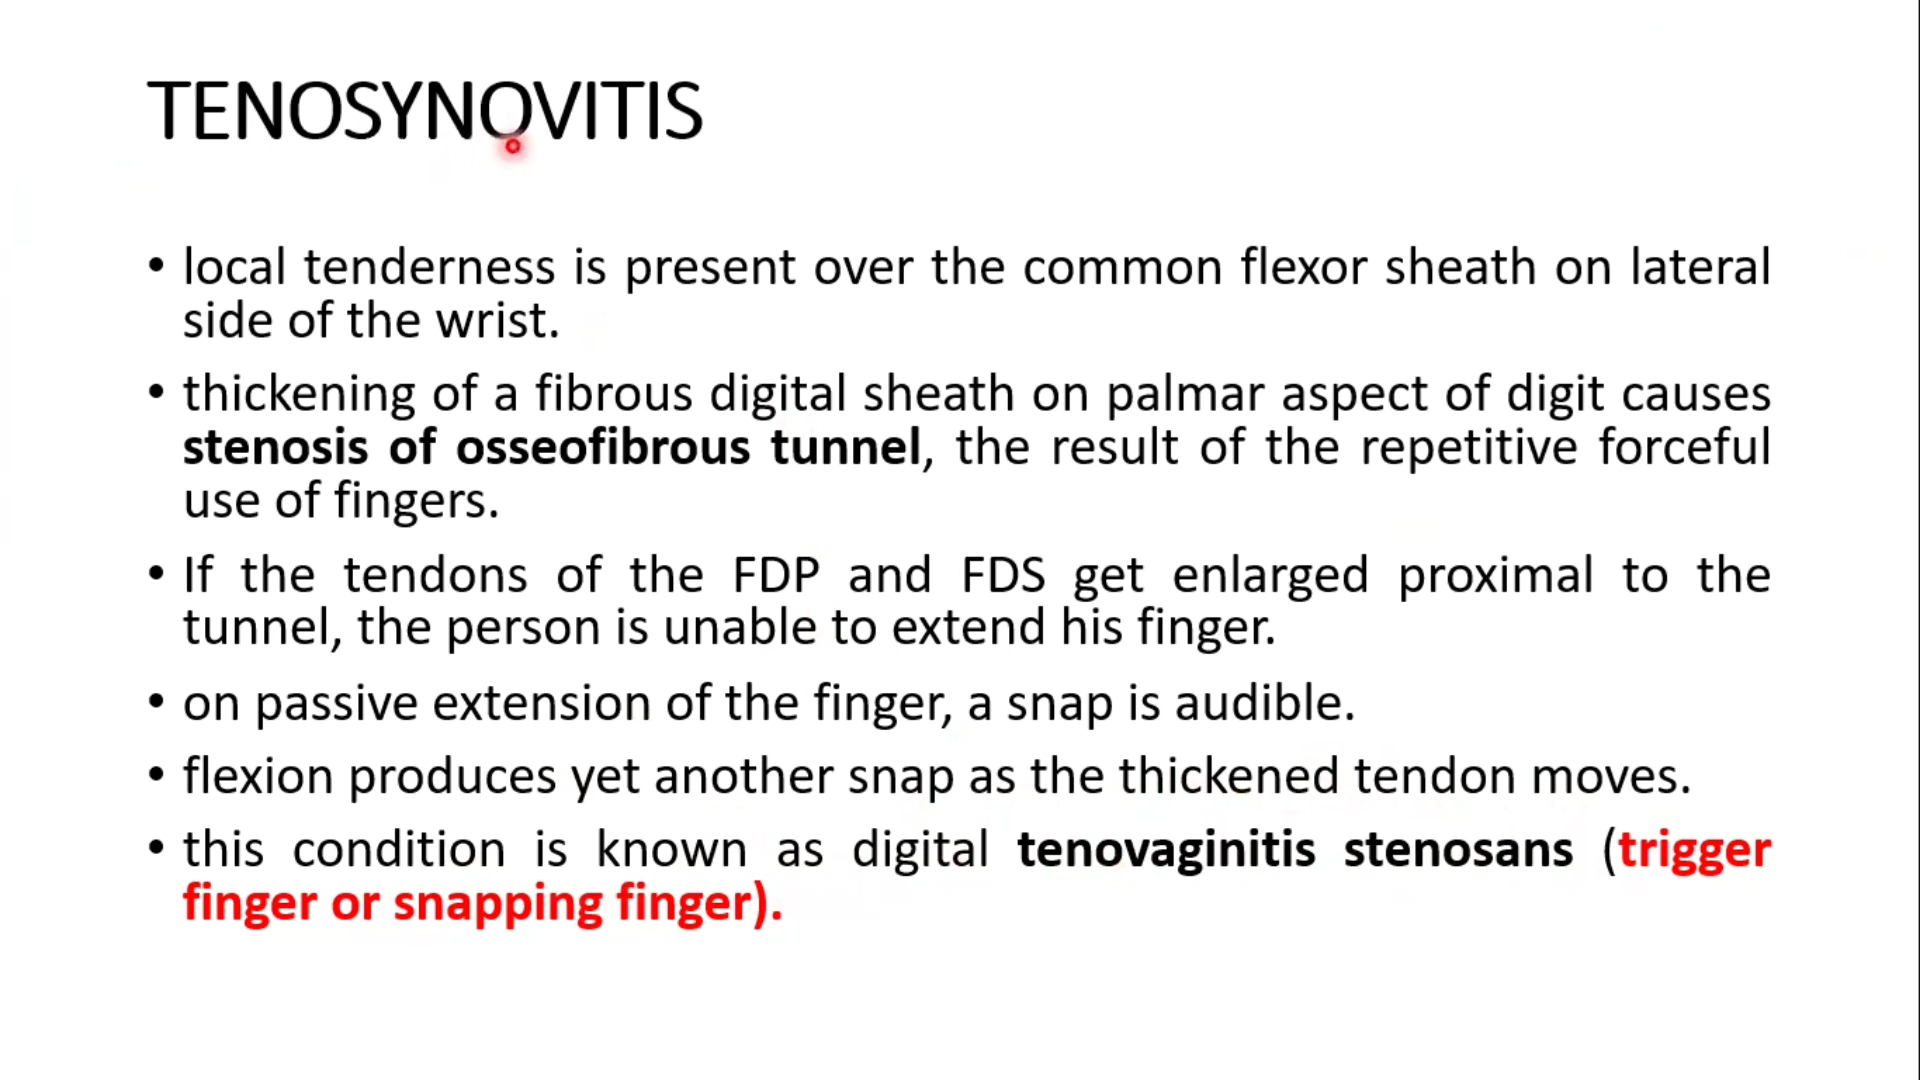 TENOSYNOVITIS
• local tenderness is present over the common flexor sheath on lateral
side of the wrist.
• thickening of a fibrous digital sheath on palmar aspect of digit causes
stenosis of osseofibrous tunnel, the result of the repetitive forceful
use of fingers.
• If the tendons of the FDP and FDS get enlarged proximal to the
tunnel, the person is unable to extend his finger.
• on passive extension of the finger, a snap is audible.
• flexion produces yet another snap as the thickened tendon moves.
• this condition is known as digital tenovaginitis stenosans (trigger
finger or snapping finger).